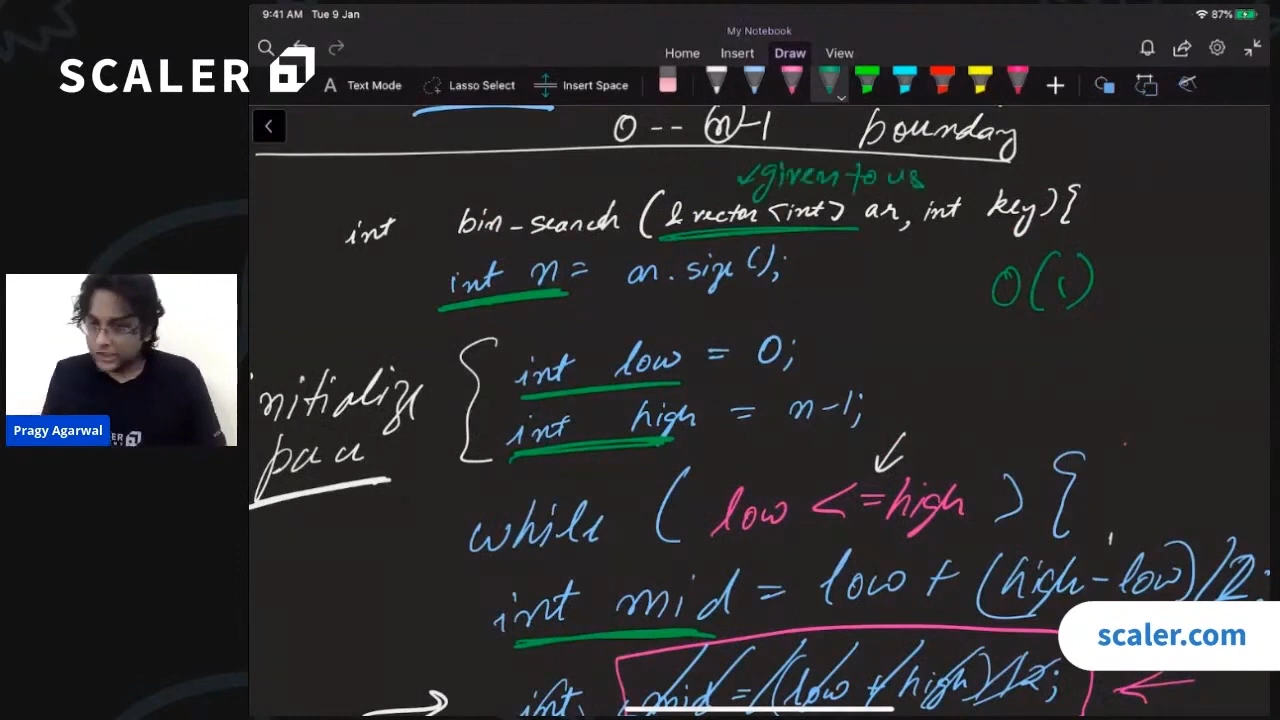 9:41 AM Tue 9 Jan
87%
My Notebook
SCALER
Home Insert Draw View
A Text Mode Lasso Select Insert Space
0 -- n-1 boundary
given to us
int bin-search (& vector <int> ar, int key) {
int n = ar.size();
O(1)
int low = 0;
initialize
int high = n-1;
Pragy Agarwal
while ( low <= high ) {
int mid = low + (high - low)/2;
scaler.com
int mid = (low + high)/2;